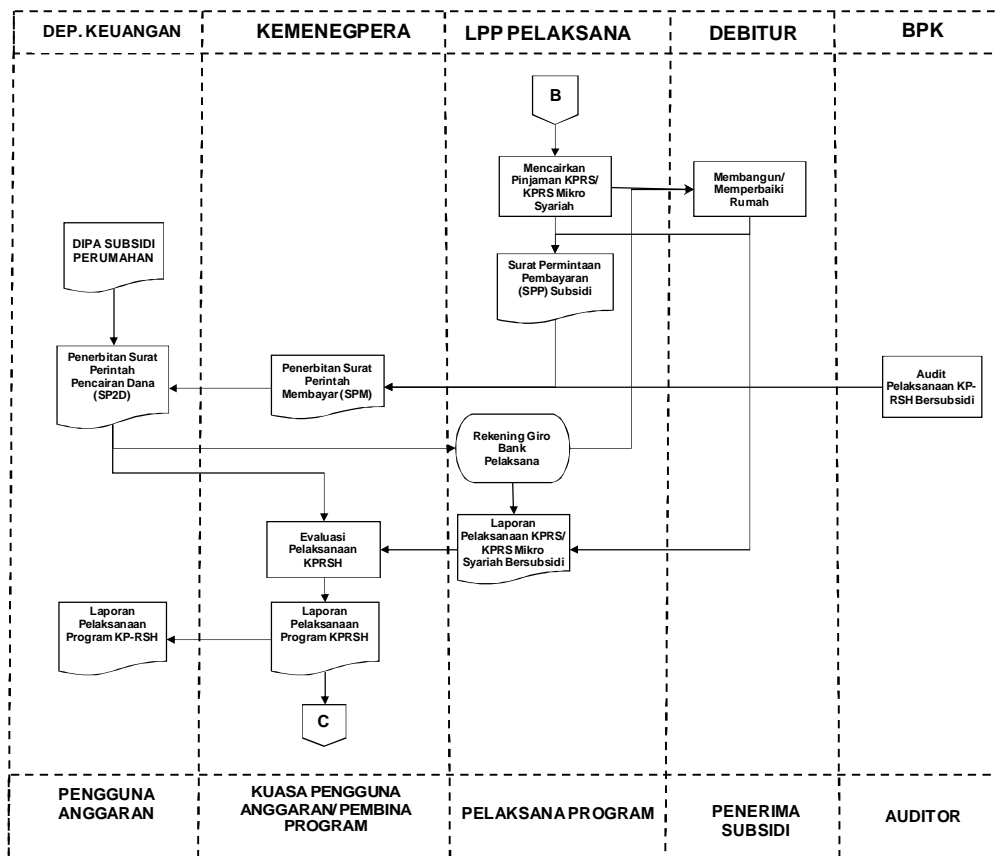 DEP. KEUANGAN
KEMENEGPERA
LPP PELAKSANA
DEBITUR
BPK
B
Mencairkan
Pinjaman KPRS/
KPRS Mikro
Syariah
Membangun/
Memperbaiki
Rumah
DIPA SUBSIDI
PERUMAHAN
Surat Permintaan
Pembayaran
(SPP) Subsidi
Penerbitan Surat
Perintah
Pencairan Dana
(SP2D)
Penerbitan Surat
Perintah
Membayar (SPM)
Audit
Pelaksanaan KP-
RSH Bersubsidi
Rekening Giro
Bank
Pelaksana
Evaluasi
Pelaksanaan
KPRSH
Laporan
Pelaksanaan KPRS/
KPRS Mikro
Syariah Bersubsidi
Laporan
Pelaksanaan
Program KP-RSH
Laporan
Pelaksanaan
Program KPRSH
C
PENGGUNA
ANGGARAN
KUASA PENGGUNA
ANGGARAN/ PEMBINA
PROGRAM
PELAKSANA PROGRAM
PENERIMA
SUBSIDI
AUDITOR